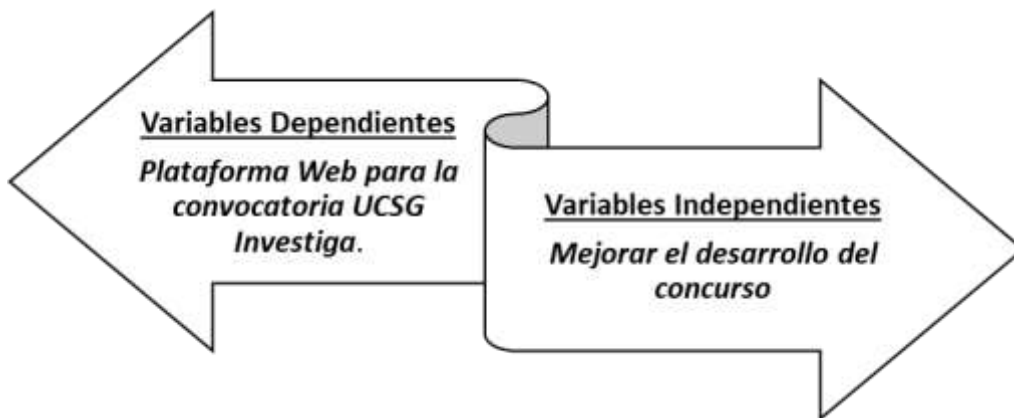 Variables Dependientes
Plataforma Web para la
convocatoria UCSG
Investiga.
Variables Independientes
Mejorar el desarrollo del
concurso